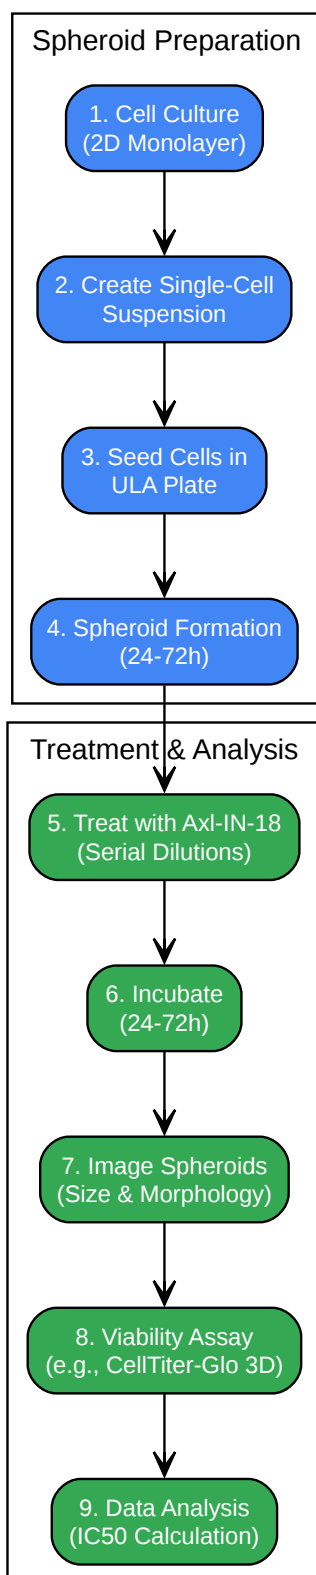 Spheroid Preparation
1. Cell Culture
(2D Monolayer)
2. Create Single-Cell
Suspension
3. Seed Cells in
ULA Plate
4. Spheroid Formation
(24-72h)
Treatment & Analysis
5. Treat with Axl-IN-18
(Serial Dilutions)
6. Incubate
(24-72h)
7. Image Spheroids
(Size & Morphology)
8. Viability Assay
(e.g., CellTiter-Glo 3D)
9. Data Analysis
(IC50 Calculation)